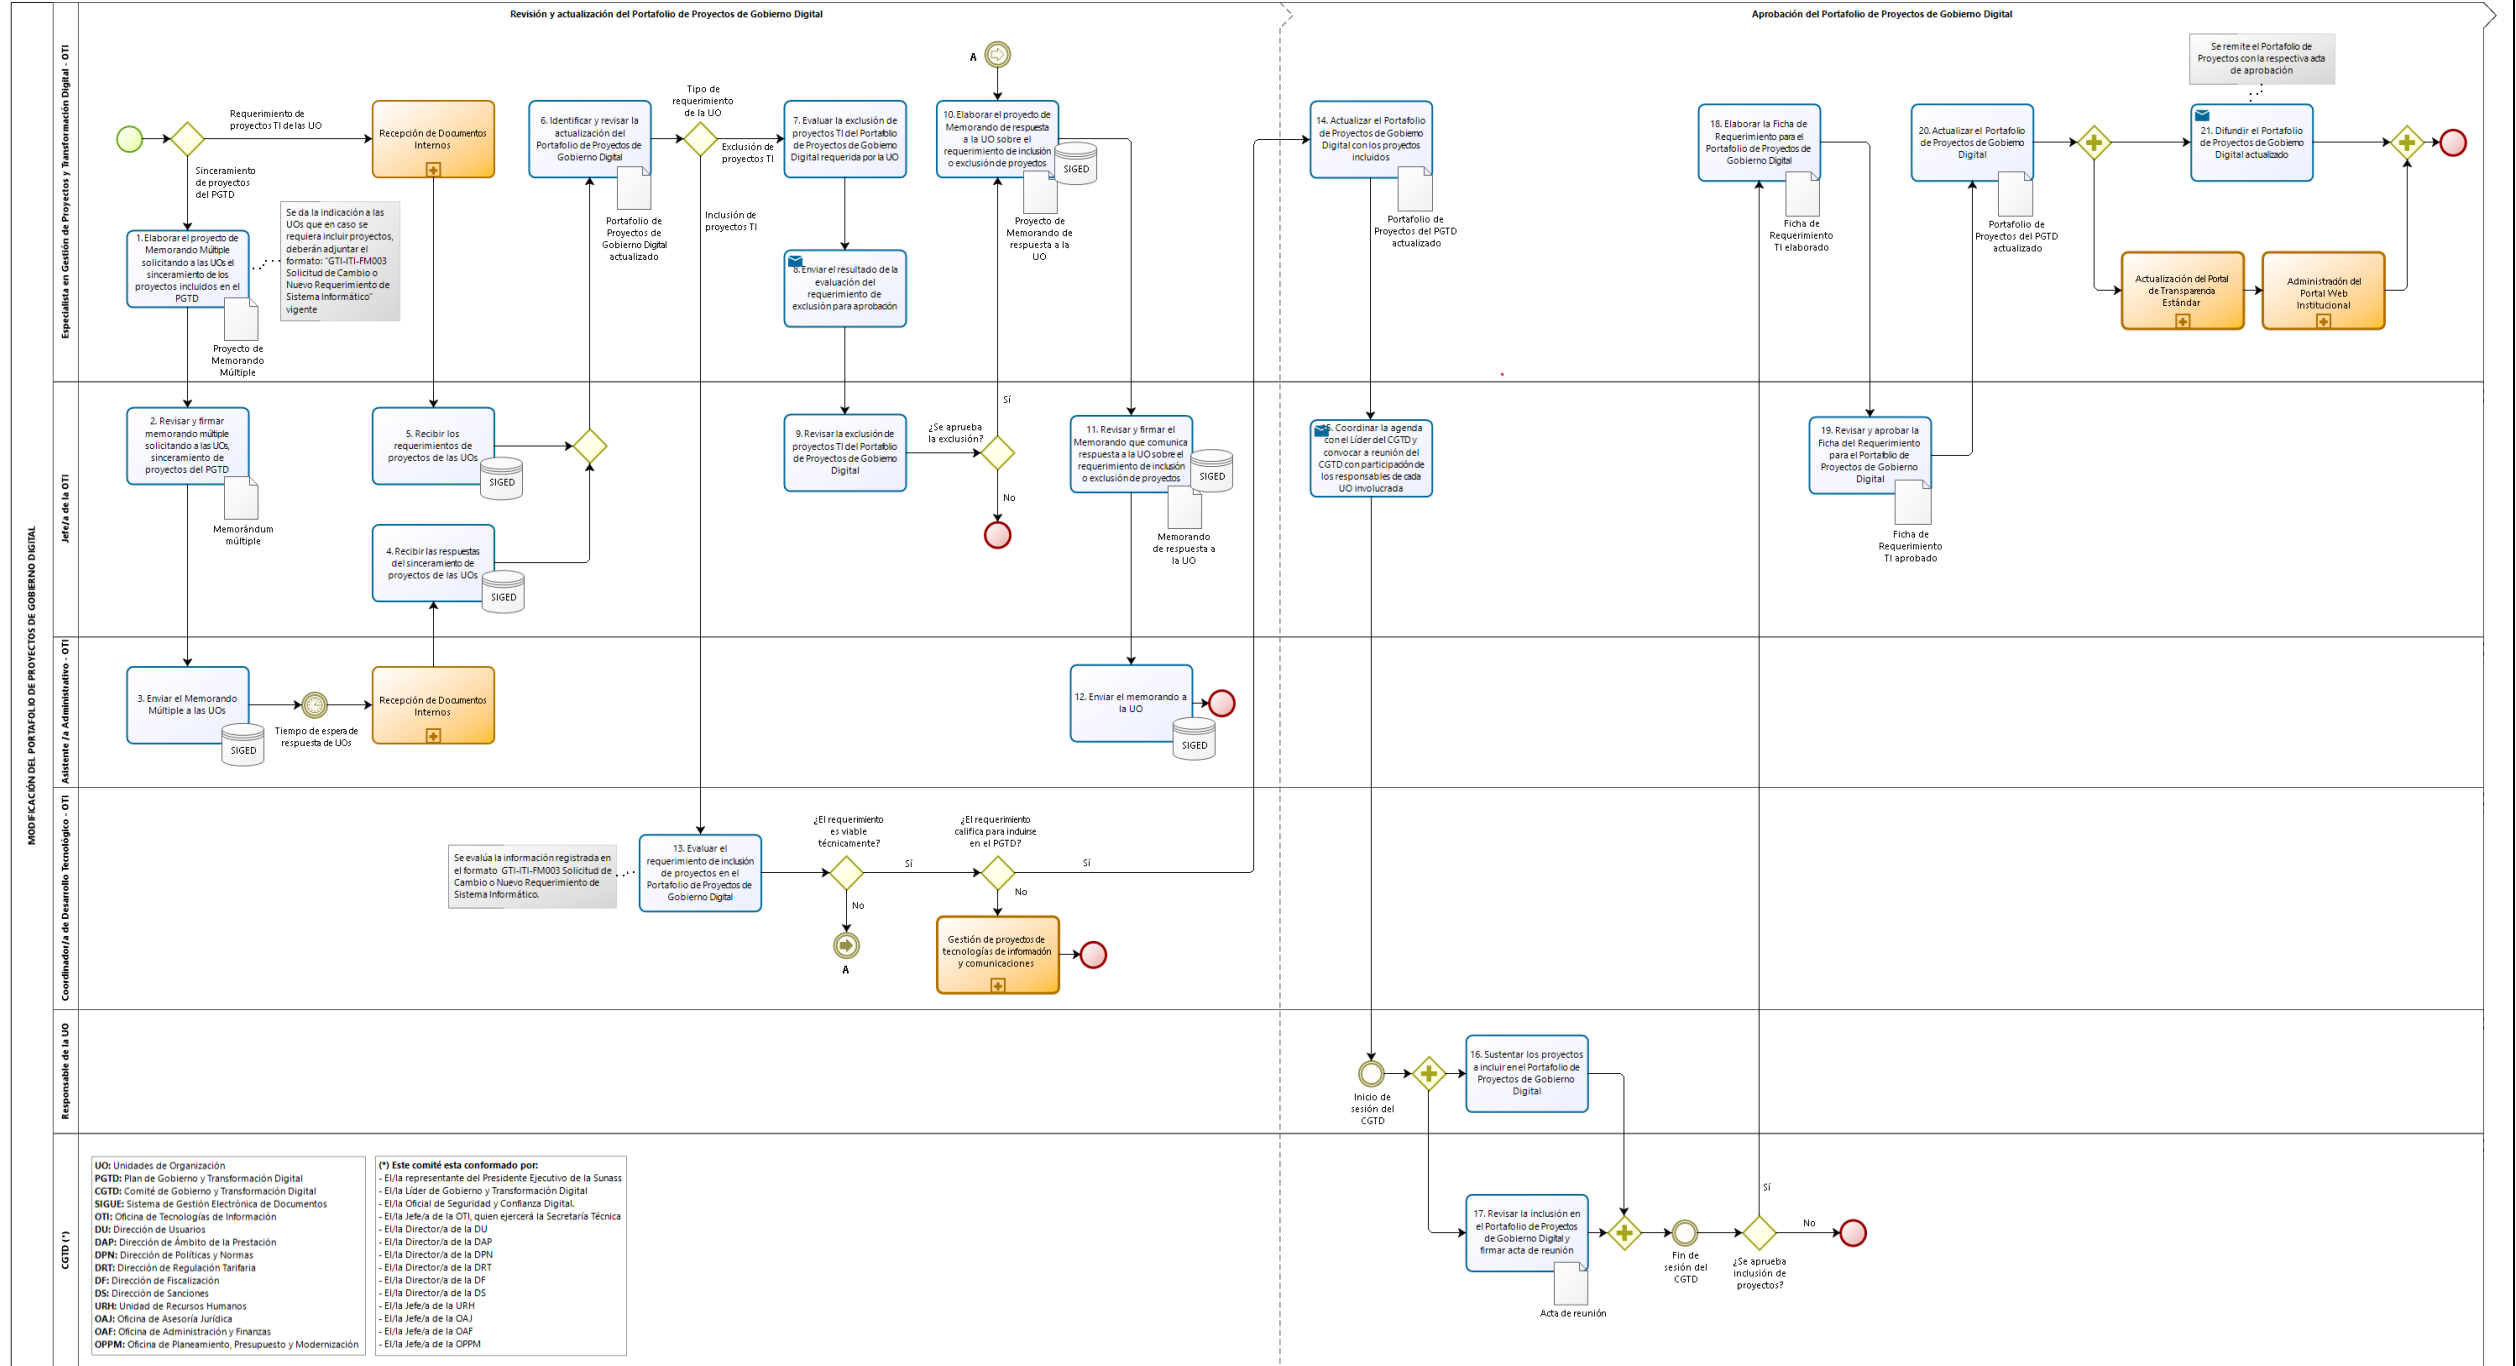 Revisión y actualización del Portafolio de Proyectos de Gobierno Digital
Aprobación del Portafolio de Proyectos de Gobierno Digital
MODIFICACIÓN DEL PORTAFOLIO DE PROYECTOS DE GOBIERNO DIGITAL
Especialista en Gestión de Proyectos y Transformación Digital - OTI
Requerimiento de
proyectos TI de las UO
Sinceramiento
de proyectos
del PGTD
Recepción de Documentos
Internos
1. Elaborar el proyecto de
Memorando Múltiple
solicitando a las UOs el
sinceramiento de los
proyectos incluidos en el
PGTD
Proyecto de
Memorando
Múltiple
Se da la indicación a las
UOs que en caso se
requiera incluir proyectos,
deberán adjuntar el
formato: "GTI-ITI-FM003
Solicitud de Cambio o
Nuevo Requerimiento de
Sistema Informático"
vigente
6. Identificar y revisar la
actualización del
Portafolio de Proyectos de
Gobierno Digital
Portafolio de
Proyectos de
Gobierno Digital
actualizado
Tipo de
requerimiento
de la UO
Exclusión de
proyectos TI
Inclusión de
proyectos TI
7. Evaluar la exclusión de
proyectos TI del Portafolio
de Proyectos de Gobierno
Digital requerida por la UO
8. Enviar el resultado de la
evaluación del
requerimiento de
exclusión para aprobación
A
10. Elaborar el proyecto de
Memorando de respuesta
a la UO sobre el
requerimiento de inclusión
o exclusión de proyectos
SIGED
Proyecto de
Memorando de
respuesta a la
UO
14. Actualizar el Portafolio
de Proyectos de Gobierno
Digital con los proyectos
incluidos
Portafolio de
Proyectos del PGTD
actualizado
18. Elaborar la Ficha de
Requerimiento para el
Portafolio de Proyectos de
Gobierno Digital
Ficha de
Requerimiento
TI elaborado
20. Actualizar el Portafolio
de Proyectos de Gobierno
Digital
Portafolio de
Proyectos del PGTD
actualizado
Se remite el Portafolio de
Proyectos con la respectiva acta
de aprobación
21. Difundir el Portafolio
de Proyectos de Gobierno
Digital actualizado
Actualización del Portal
de Transparencia
Estándar
Administración del
Portal Web
Institucional
Jefe/a de la OTI
2. Revisar y firmar
memorando múltiple
solicitando a las UOs,
sinceramiento de
proyectos del PGTD
Memorándum
múltiple
5. Recibir los
requerimientos de
proyectos de las UOs
SIGED
4. Recibir las respuestas
del sinceramiento de
proyectos de las UOs
SIGED
9. Revisar la exclusión de
proyectos TI del Portafolio
de Proyectos de Gobierno
Digital
¿Se aprueba
la exclusión?
Sí
No
11. Revisar y firmar el
Memorando que comunica
respuesta a la UO sobre el
requerimiento de inclusión
o exclusión de proyectos
SIGED
Memorando
de respuesta a
la UO
15. Coordinar la agenda
con el Líder del CGTD y
convocar a reunión del
CGTD con participación de
los responsables de cada
UO involucrada
19. Revisar y aprobar la
Ficha del Requerimiento
para el Portafolio de
Proyectos de Gobierno
Digital
Ficha de
Requerimiento
TI aprobado
Asistente /a Administrativo - OTI
3. Enviar el Memorando
Múltiple a las UOs
SIGED
Tiempo de espera de
respuesta de UOs
Recepción de Documentos
Internos
12. Enviar el memorando a
la UO
SIGED
Coordinador/a de Desarrollo Tecnológico - OTI
Se evalúa la información registrada en
el formato GTI-ITI-FM003 Solicitud de
Cambio o Nuevo Requerimiento de
Sistema Informático.
13. Evaluar el
requerimiento de inclusión
de proyectos en el
Portafolio de Proyectos de
Gobierno Digital
¿El requerimiento
es viable
técnicamente?
Sí
No
A
¿El requerimiento
califica para incluirse
en el PGTD?
Sí
No
Gestión de proyectos de
tecnologías de información
y comunicaciones
Responsable de la UO
Inicio de
sesión del
CGTD
16. Sustentar los proyectos
a incluir en el Portafolio de
Proyectos de Gobierno
Digital
CGTD (*)
UO: Unidades de Organización
PGTD: Plan de Gobierno y Transformación Digital
CGTD: Comité de Gobierno y Transformación Digital
SIGUE: Sistema de Gestión Electrónica de Documentos
OTI: Oficina de Tecnologías de Información
DU: Dirección de Usuarios
DAP: Dirección de Ámbito de la Prestación
DPN: Dirección de Políticas y Normas
DRT: Dirección de Regulación Tarifaria
DF: Dirección de Fiscalización
DS: Dirección de Sanciones
URH: Unidad de Recursos Humanos
OAJ: Oficina de Asesoría Jurídica
OAF: Oficina de Administración y Finanzas
OPPM: Oficina de Planeamiento, Presupuesto y Modernización
(*) Este comité esta conformado por:
- El/la representante del Presidente Ejecutivo de la Sunass
- El/la Líder de Gobierno y Transformación Digital
- El/la Oficial de Seguridad y Confianza Digital.
- El/la Jefe/a de la OTI, quien ejercerá la Secretaría Técnica
- El/la Director/a de la DU
- El/la Director/a de la DAP
- El/la Director/a de la DPN
- El/la Director/a de la DRT
- El/la Director/a de la DF
- El/la Director/a de la DS
- El/la Jefe/a de la URH
- El/la Jefe/a de la OAJ
- El/la Jefe/a de la OAF
- El/la Jefe/a de la OPPM
17. Revisar la inclusión en
el Portafolio de Proyectos
de Gobierno Digital y
firmar acta de reunión
Acta de reunión
Fin de
sesión del
CGTD
¿Se aprueba
inclusión de
proyectos?
Sí
No